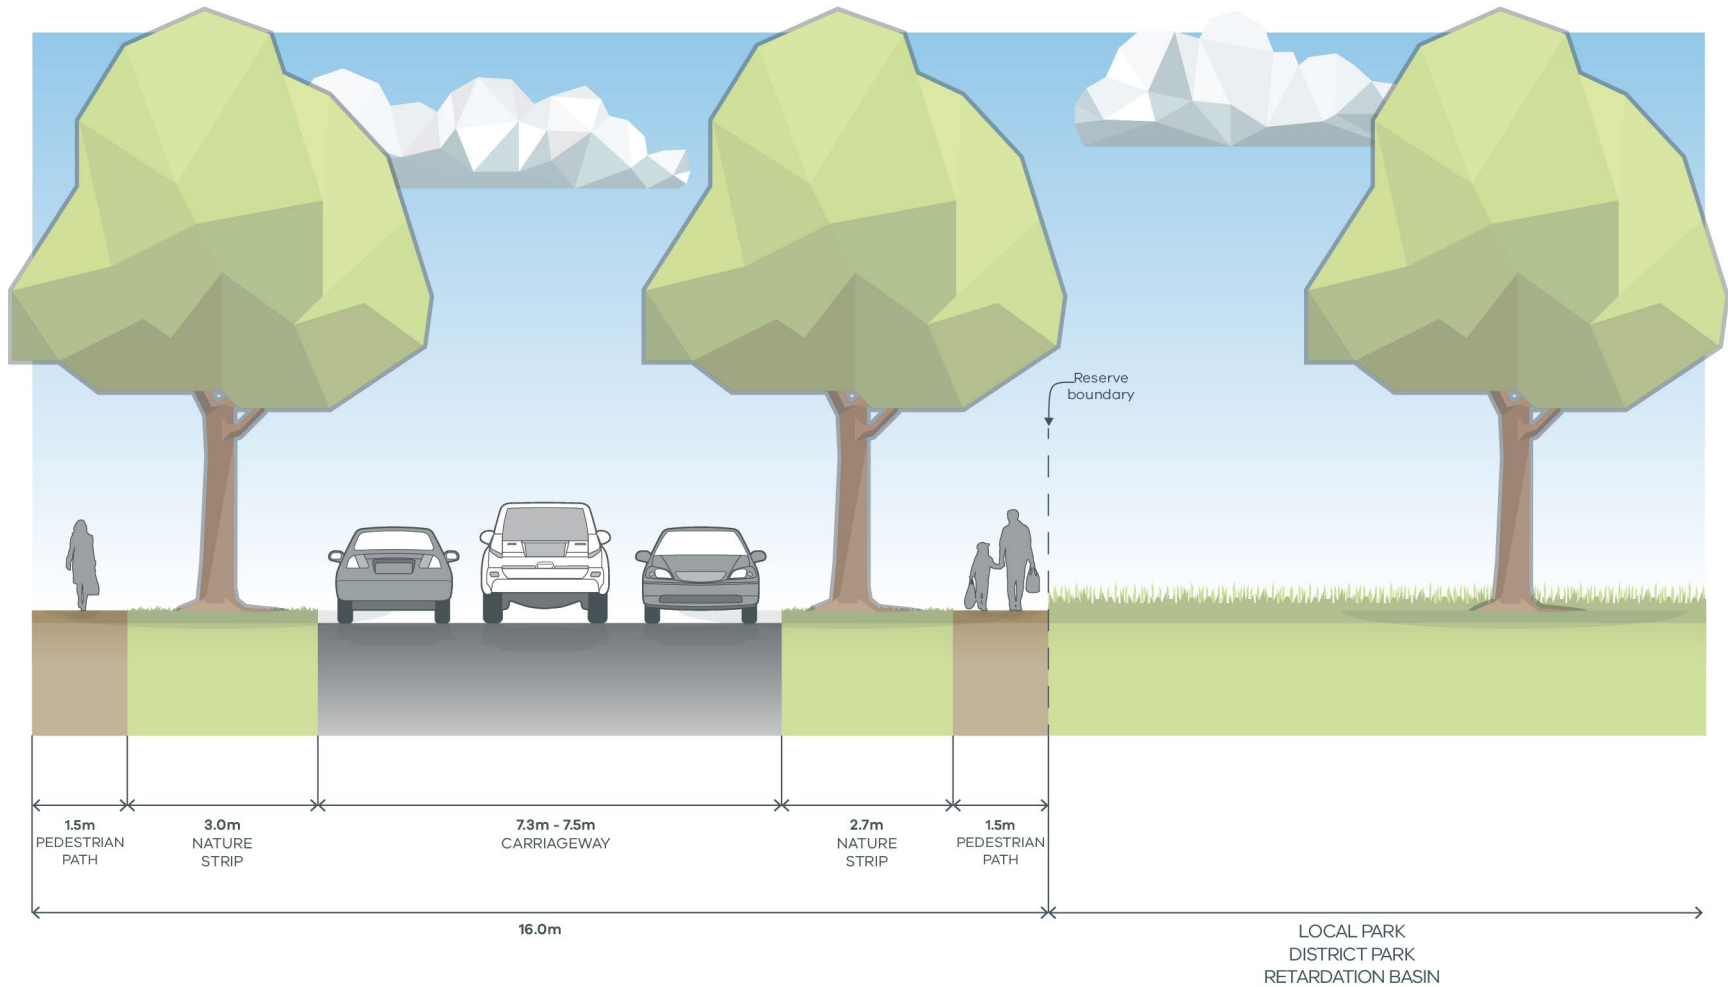 Reserve
boundary
1.5m
PEDESTRIAN
PATH
3.0m
NATURE
STRIP
7.3m - 7.5m
CARRIAGEWAY
2.7m
NATURE
STRIP
1.5m
PEDESTRIAN
PATH
16.0m
LOCAL PARK
DISTRICT PARK
RETARDATION BASIN